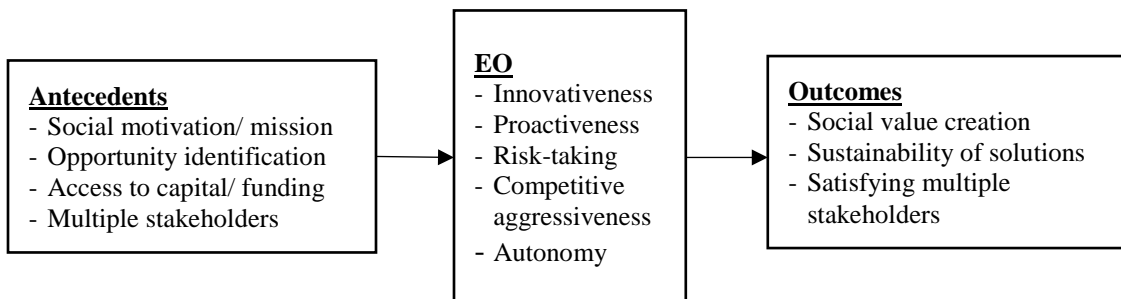 Antecedents
- Social motivation/ mission
- Opportunity identification
- Access to capital/ funding
- Multiple stakeholders
EO
- Innovativeness
- Proactiveness
- Risk-taking
- Competitive
aggressiveness
- Autonomy
Outcomes
- Social value creation
- Sustainability of solutions
- Satisfying multiple
stakeholders